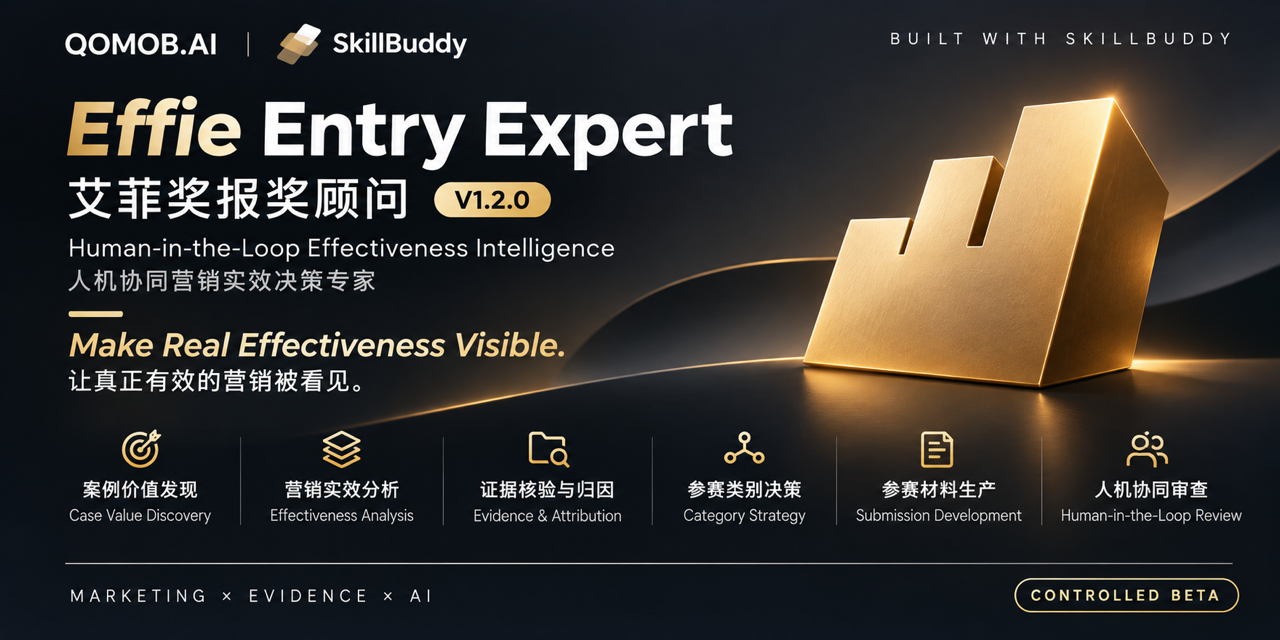 QOMOB.AI | SkillBuddy
BUILT WITH SKILLBUDDY
Effie Entry Expert
艾菲奖报奖顾问 V1.2.0
Human-in-the-Loop Effectiveness Intelligence
人机协同营销实效决策专家
Make Real Effectiveness Visible.
让真正有效的营销被看见。
案例价值发现
Case Value Discovery
营销实效分析
Effectiveness Analysis
证据核验与归因
Evidence & Attribution
参赛类别决策
Category Strategy
参赛材料生产
Submission Development
人机协同审查
Human-in-the-Loop Review
MARKETING × EVIDENCE × AI
CONTROLLED BETA